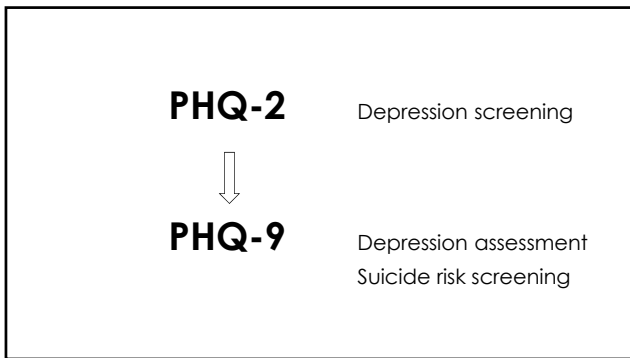 PHQ-2 Depression screening
PHQ-9 Depression assessment
Suicide risk screening